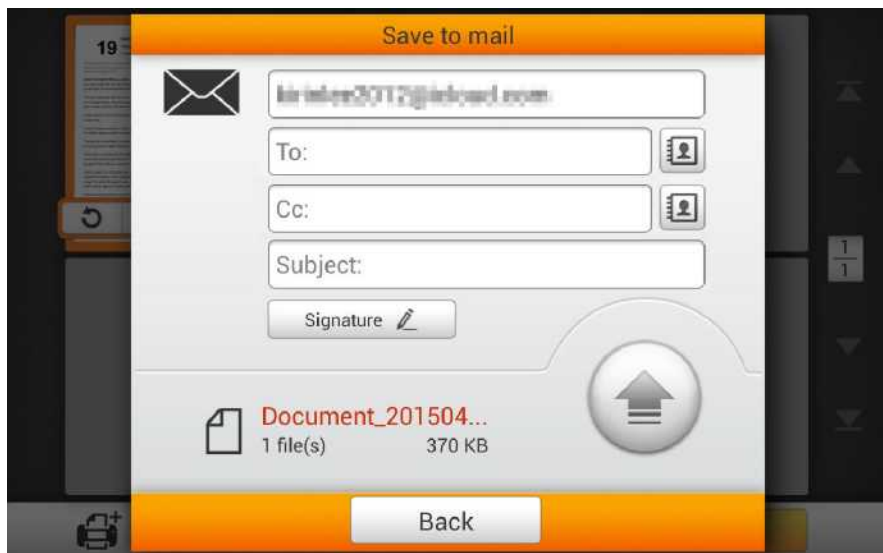 Save to mail
19
To:
Cc:
Subject:
Signature
1
1
Document_201504...
1 file(s) 370 KB
Back